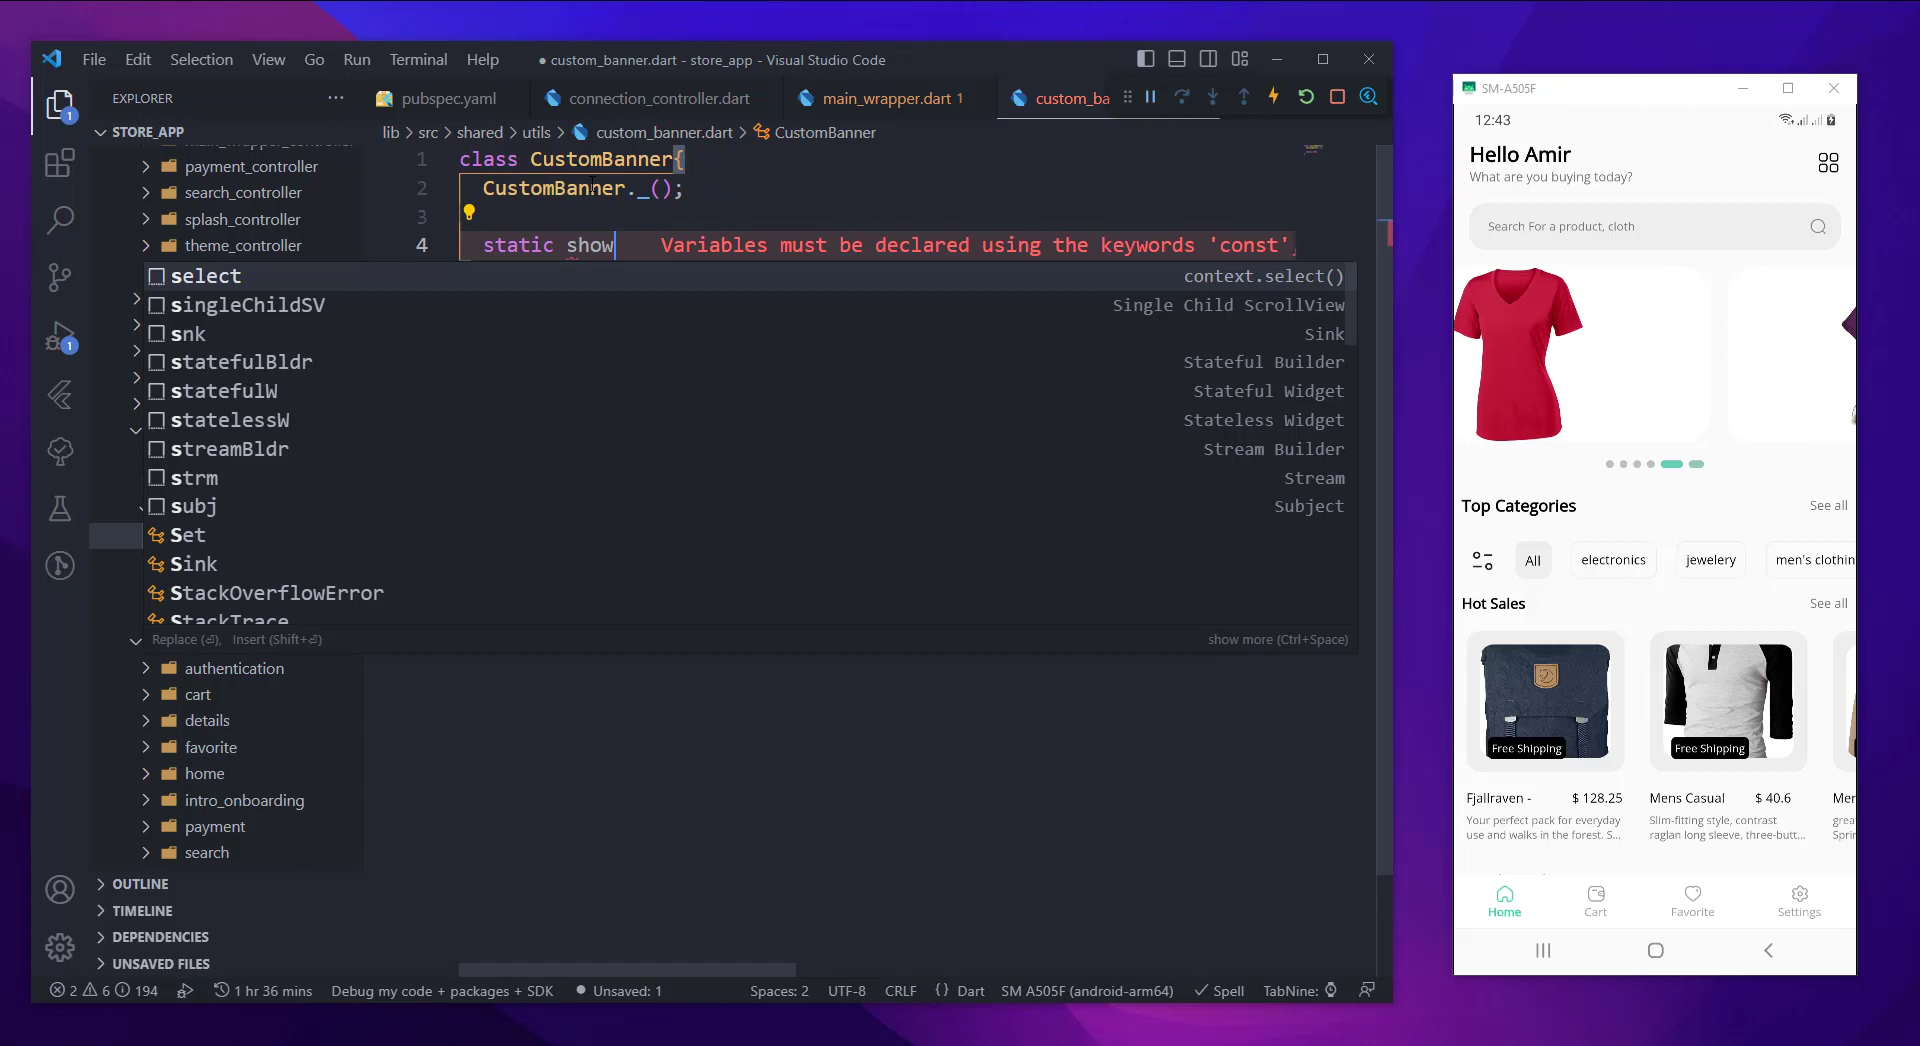 File Edit Selection View Go Run Terminal Help
● custom_banner.dart - store_app - Visual Studio Code
EXPLORER ···
pubspec.yaml
connection_controller.dart
main_wrapper.dart 1
custom_ba
STORE_APP
lib > src > shared > utils > custom_banner.dart > CustomBanner
payment_controller
search_controller
splash_controller
theme_controller
1 class CustomBanner{
2 CustomBanner._();
3
4 static show Variables must be declared using the keywords 'const',
select context.select()
singleChildSV Single Child ScrollView
snk Sink
statefulBldr Stateful Builder
statefulW Stateful Widget
statelessW Stateless Widget
streamBldr Stream Builder
strm Stream
subj Subject
Set
Sink
StackOverflowError
StackTrace
Replace (⏎), Insert (Shift+⏎) show more (Ctrl+Space)
authentication
cart
details
favorite
home
intro_onboarding
payment
search
OUTLINE
TIMELINE
DEPENDENCIES
UNSAVED FILES
1
1
2 6 194 1 hr 36 mins Debug my code + packages + SDK ● Unsaved: 1 Spaces: 2 UTF-8 CRLF {} Dart SM A505F (android-arm64) ✓ Spell TabNine:
SM-A505F
12:43
Hello Amir
What are you buying today?
Search For a product, cloth
Top Categories See all
All electronics jewelery men's clothin
Hot Sales See all
Free Shipping Free Shipping
Fjallraven - $ 128.25 Mens Casual $ 40.6 Mer
Your perfect pack for everyday Slim-fitting style, contrast grea
use and walks in the forest. S... raglan long sleeve, three-butt... Sprir
Home Cart Favorite Settings